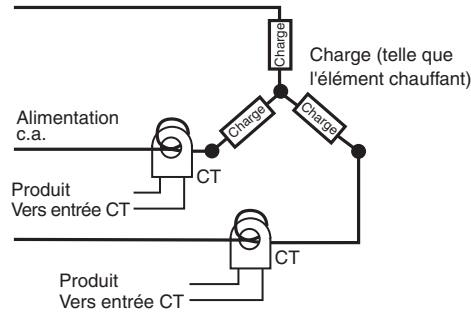 Charge
Charge (telle que
l'élément chauffant)
Charge
Charge
Alimentation
c.a.
CT
Produit
Vers entrée CT
CT
Produit
Vers entrée CT